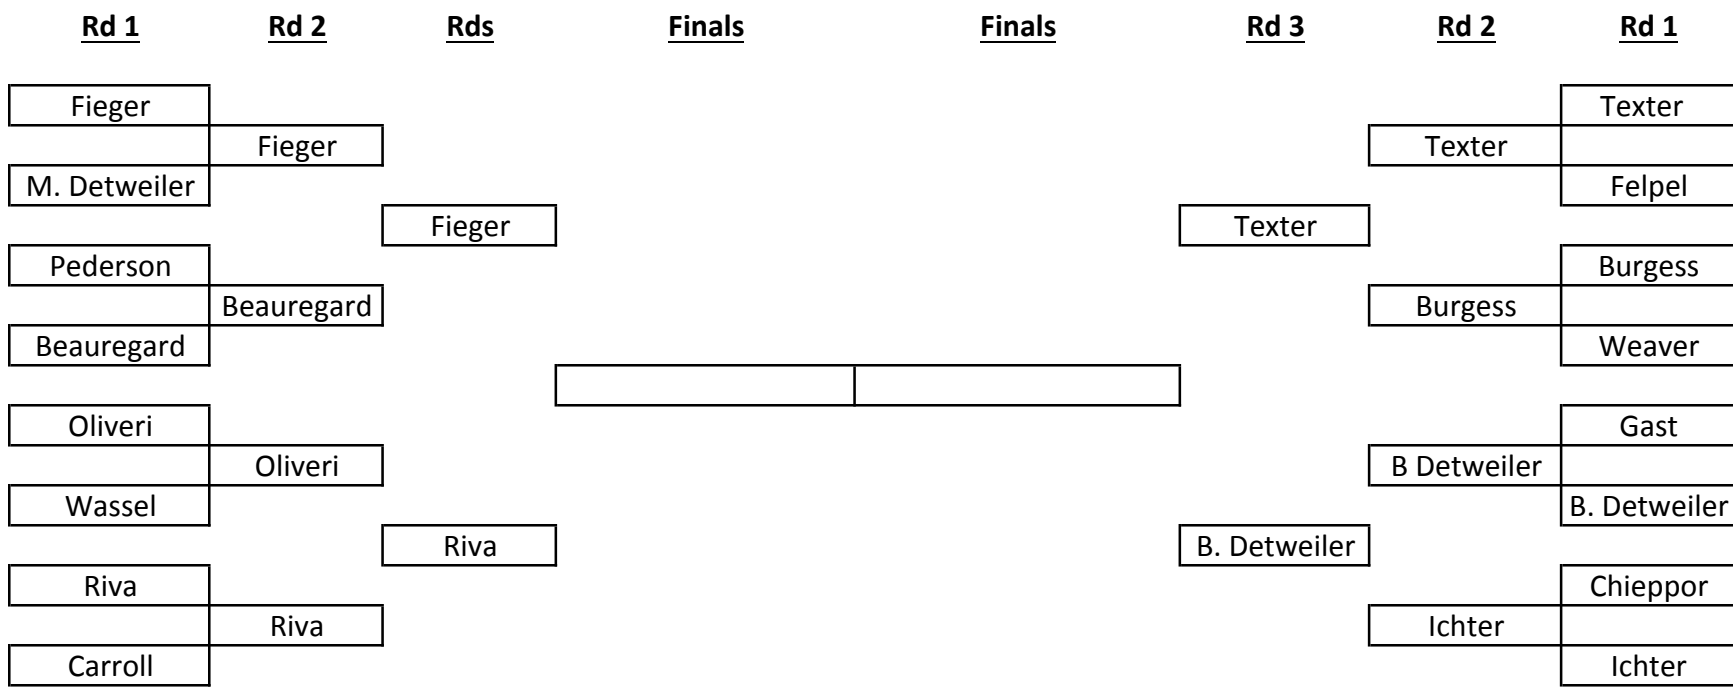 Rd 1 Rd 2 Rds Finals Finals Rd 3 Rd 2 Rd 1
Fieger Texter
Fieger Texter
M. Detweiler Felpel
Fieger Texter
Pederson Burgess
Beauregard Burgess
Beauregard Weaver
Oliveri Gast
Oliveri B Detweiler
Wassel B. Detweiler
Riva B. Detweiler
Riva Chieppor
Riva Ichter
Carroll Ichter